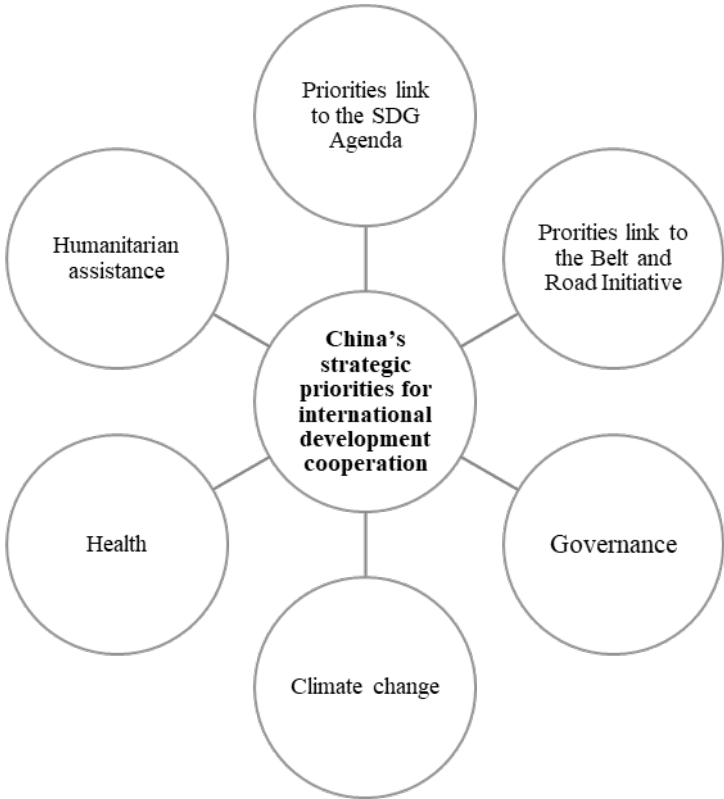 Priorities link
to the SDG
Agenda
Humanitarian
assistance
Prorities link to
the Belt and
Road Initiative
China’s
strategic
priorities for
international
development
cooperation
Health
Governance
Climate change